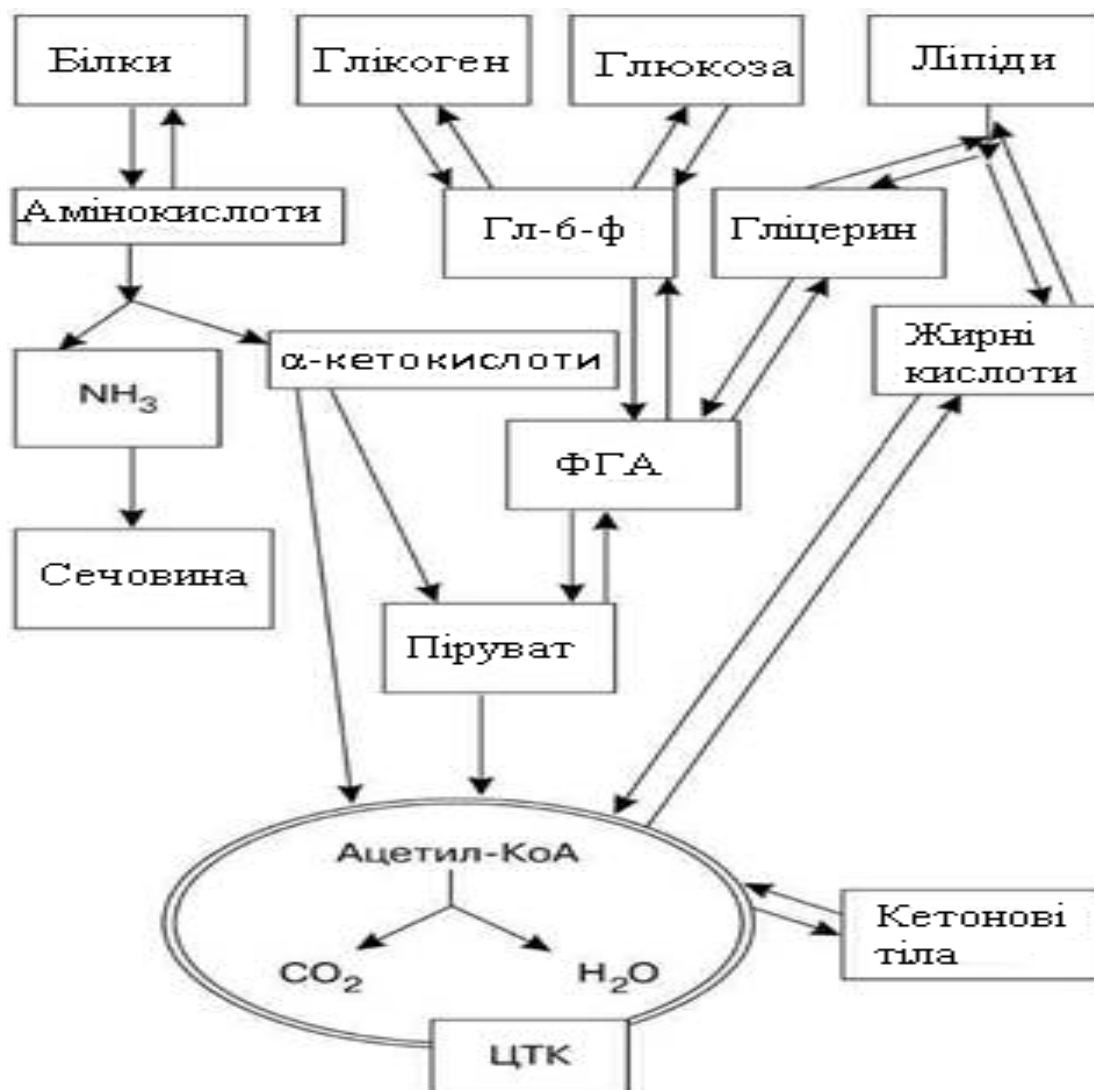 Білки
Глікоген
Глюкоза
Ліпіди
Амінокислоти
Гл-6-ф
Гліцерин
NH₃
α-кетокислоти
Жирні
кислоти
ФГА
Сечовина
Піруват
Ацетил-КоА
CO₂
H₂O
Кетонові
тіла
ЦТК